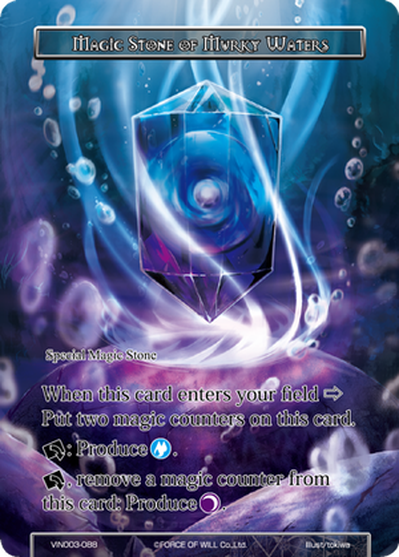 Magic Stone of Murky Waters
Special Magic Stone
When this card enters your field ⇨
Put two magic counters on this card.
: Produce .
, remove a magic counter from
this card: Produce .
VIN003-088 ©FORCE OF WILL Co.,Ltd. Illust/tokiwa